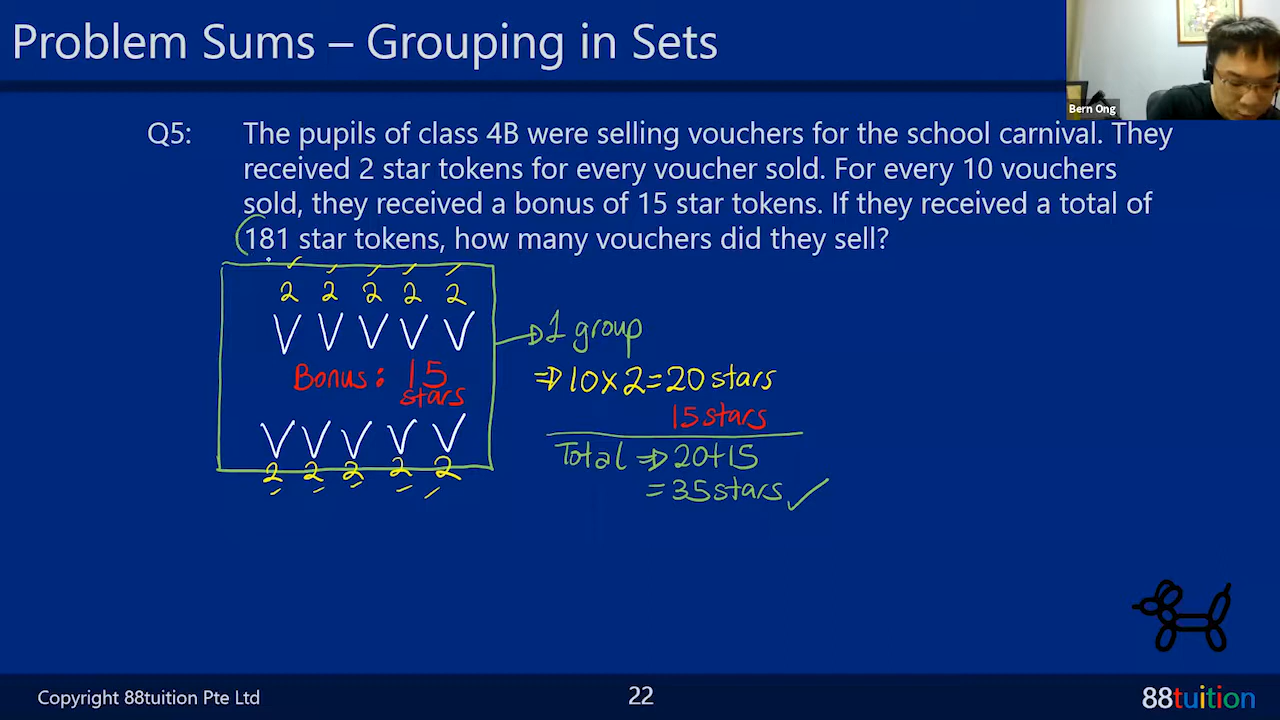 Problem Sums – Grouping in Sets
Bern Ong
Q5: The pupils of class 4B were selling vouchers for the school carnival. They
received 2 star tokens for every voucher sold. For every 10 vouchers
sold, they received a bonus of 15 star tokens. If they received a total of
181 star tokens, how many vouchers did they sell?
2 2 2 2 2
V V V V V
Bonus: 15
stars
V V V V V
2 2 2 2 2
1 group
10 × 2 = 20 stars
15 stars
Total ⇒ 20+15
= 35 stars ✓
Copyright 88tuition Pte Ltd
22
88tuition